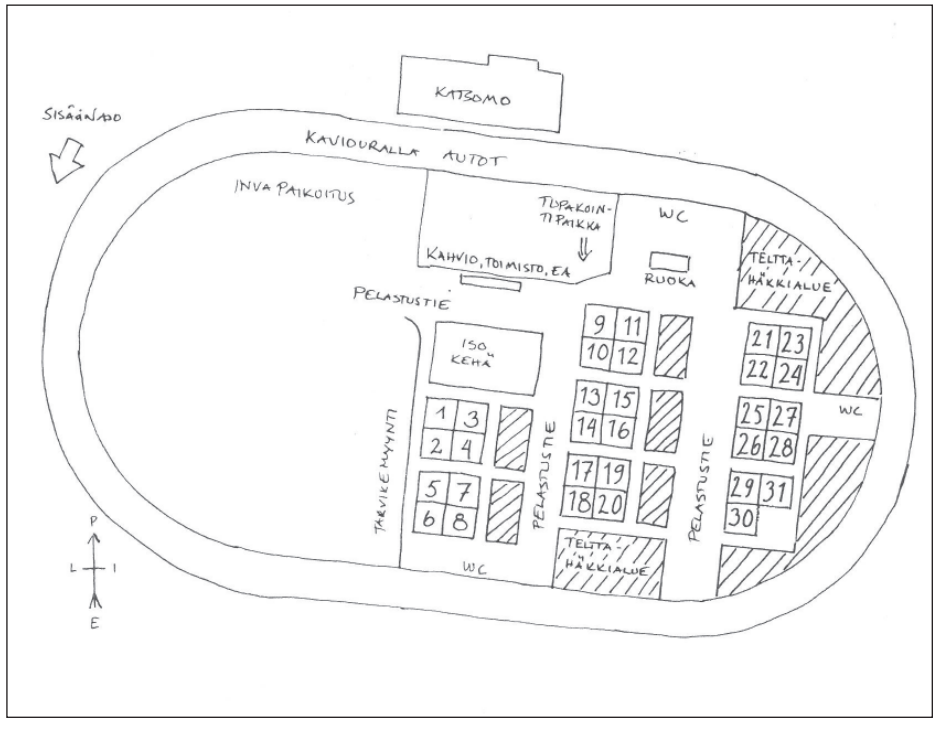 KATSOMO
SISÄÄNAJO
KAVIOURALLA AUTOT
INVA PAIKOITUS
TUPAKOIN-
TIPAIKKA
WC
TELTTA-
HÄKKIALUE
KAHVIO, TOIMISTO, EA
RUOKA
PELASTUSTIE
ISO
KEHÄ
9 11
10 12
21 23
22 24
13 15
14 16
1 3
2 4
25 27
26 28
WC
TARVIKEMYYNTI
PELASTUSTIE
PELASTUSTIE
17 19
18 20
5 7
6 8
29 31
30
TELTTA-
HÄKKIALUE
WC
P
L I
E